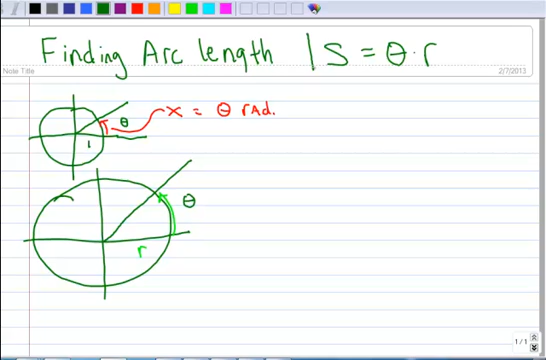 Finding Arc length | S = θ · r
Note Title
2/7/2013
θ
x = θ rAd.
1
θ
r
1/1